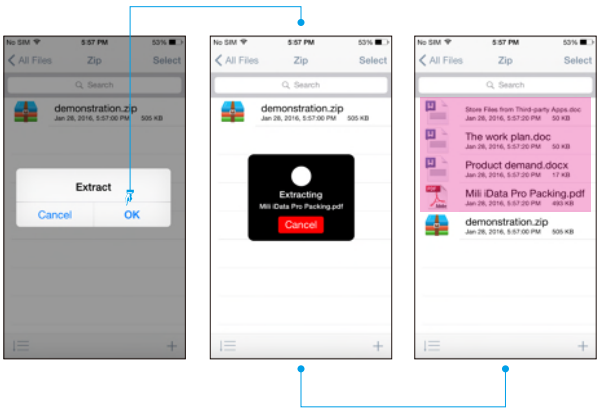 No SIM 5:57 PM 53%
All Files Zip Select
Search
demonstration.zip
Jan 28, 2016, 5:57:00 PM 505 KB
Extract
Cancel OK
No SIM 5:57 PM 53%
All Files Zip Select
Search
demonstration.zip
Jan 28, 2016, 5:57:00 PM 505 KB
Extracting
Mili iData Pro Packing.pdf
Cancel
No SIM 5:57 PM 53%
All Files Zip Select
Search
Store Files from Third-party Apps.doc
Jan 28, 2016, 5:57:20 PM 50 KB
The work plan.doc
Jan 28, 2016, 5:57:20 PM 50 KB
Product demand.docx
Jan 28, 2016, 5:57:20 PM 17 KB
PDF
Mili iData Pro Packing.pdf
Jan 28, 2016, 5:57:20 PM 493 KB
Adobe
demonstration.zip
Jan 28, 2016, 5:57:20 PM 505 KB